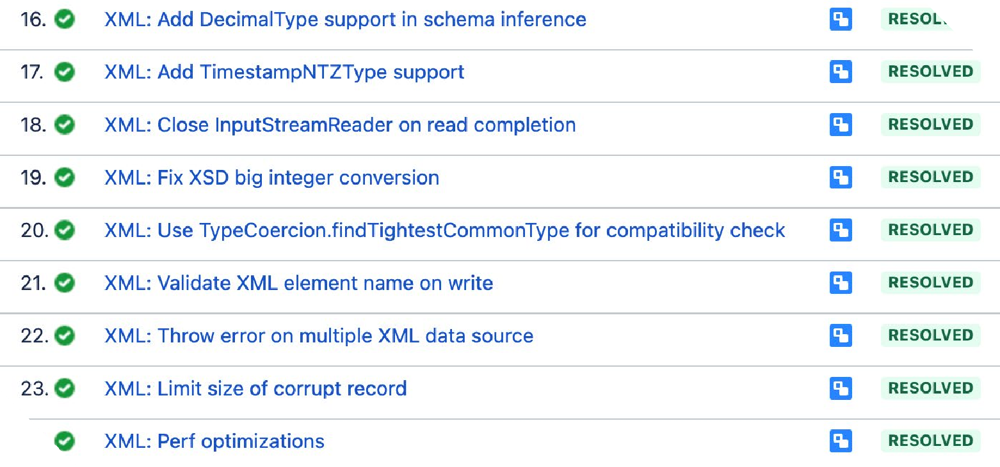 16. XML: Add DecimalType support in schema inference
17. XML: Add TimestampNTZType support RESOLVED
18. XML: Close InputStreamReader on read completion RESOLVED
19. XML: Fix XSD big integer conversion RESOLVED
20. XML: Use TypeCoercion.findTightestCommonType for compatibility check RESOLVED
21. XML: Validate XML element name on write RESOLVED
22. XML: Throw error on multiple XML data source RESOLVED
23. XML: Limit size of corrupt record RESOLVED
XML: Perf optimizations RESOLVED